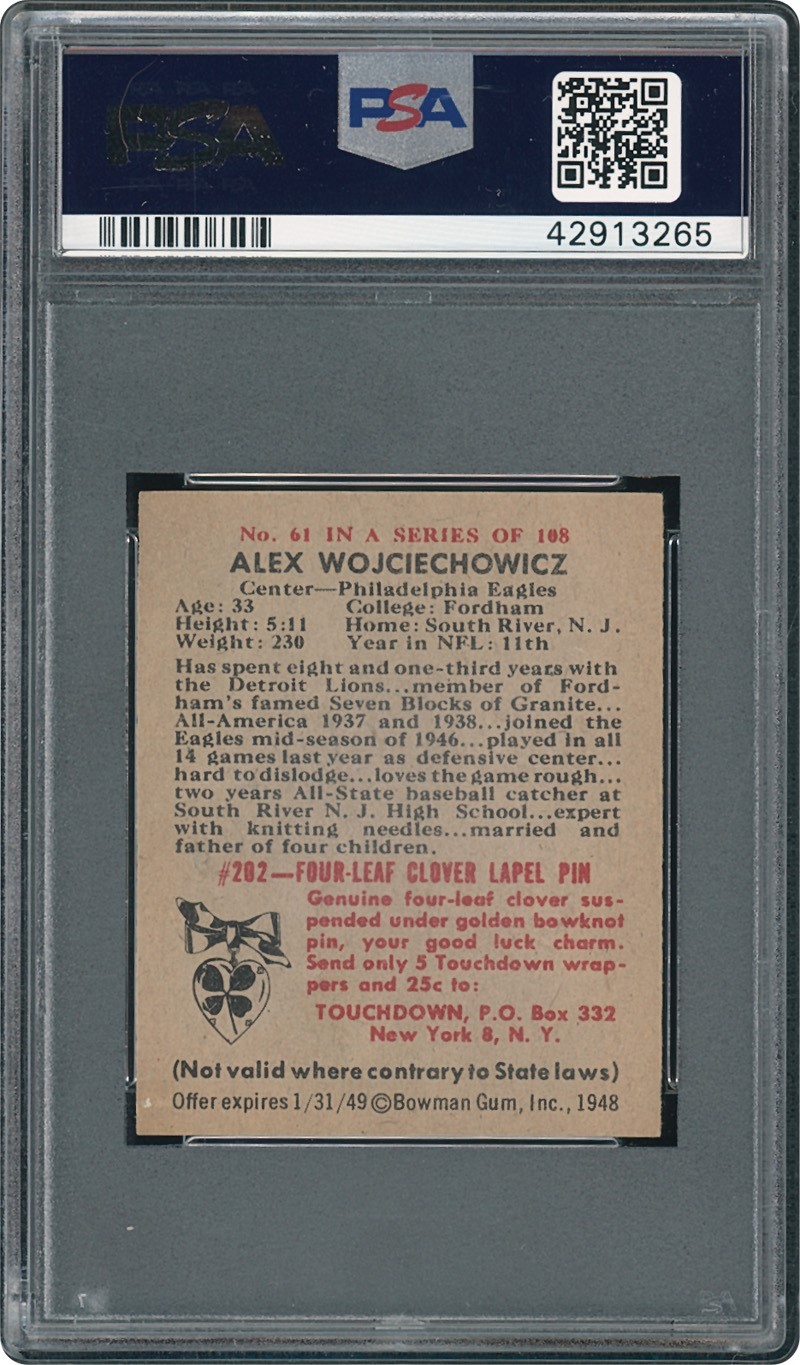 PSA
PSA
42913265
No. 61 IN A SERIES OF 108
ALEX WOJCIECHOWICZ
Center—Philadelphia Eagles
Age: 33 College: Fordham
Height: 5:11 Home: South River, N. J.
Weight: 230 Year in NFL: 11th
Has spent eight and one-third years with
the Detroit Lions...member of Ford-
ham's famed Seven Blocks of Granite...
All-America 1937 and 1938...joined the
Eagles mid-season of 1946...played in all
14 games last year as defensive center...
hard to dislodge...loves the game rough...
two years All-State baseball catcher at
South River N. J. High School...expert
with knitting needles...married and
father of four children.
#202—FOUR-LEAF CLOVER LAPEL PIN
Genuine four-leaf clover sus-
pended under golden bowknot
pin, your good luck charm.
Send only 5 Touchdown wrap-
pers and 25c to:
TOUCHDOWN, P.O. Box 332
New York 8, N. Y.
(Not valid where contrary to State laws)
Offer expires 1/31/49 ©Bowman Gum, Inc., 1948